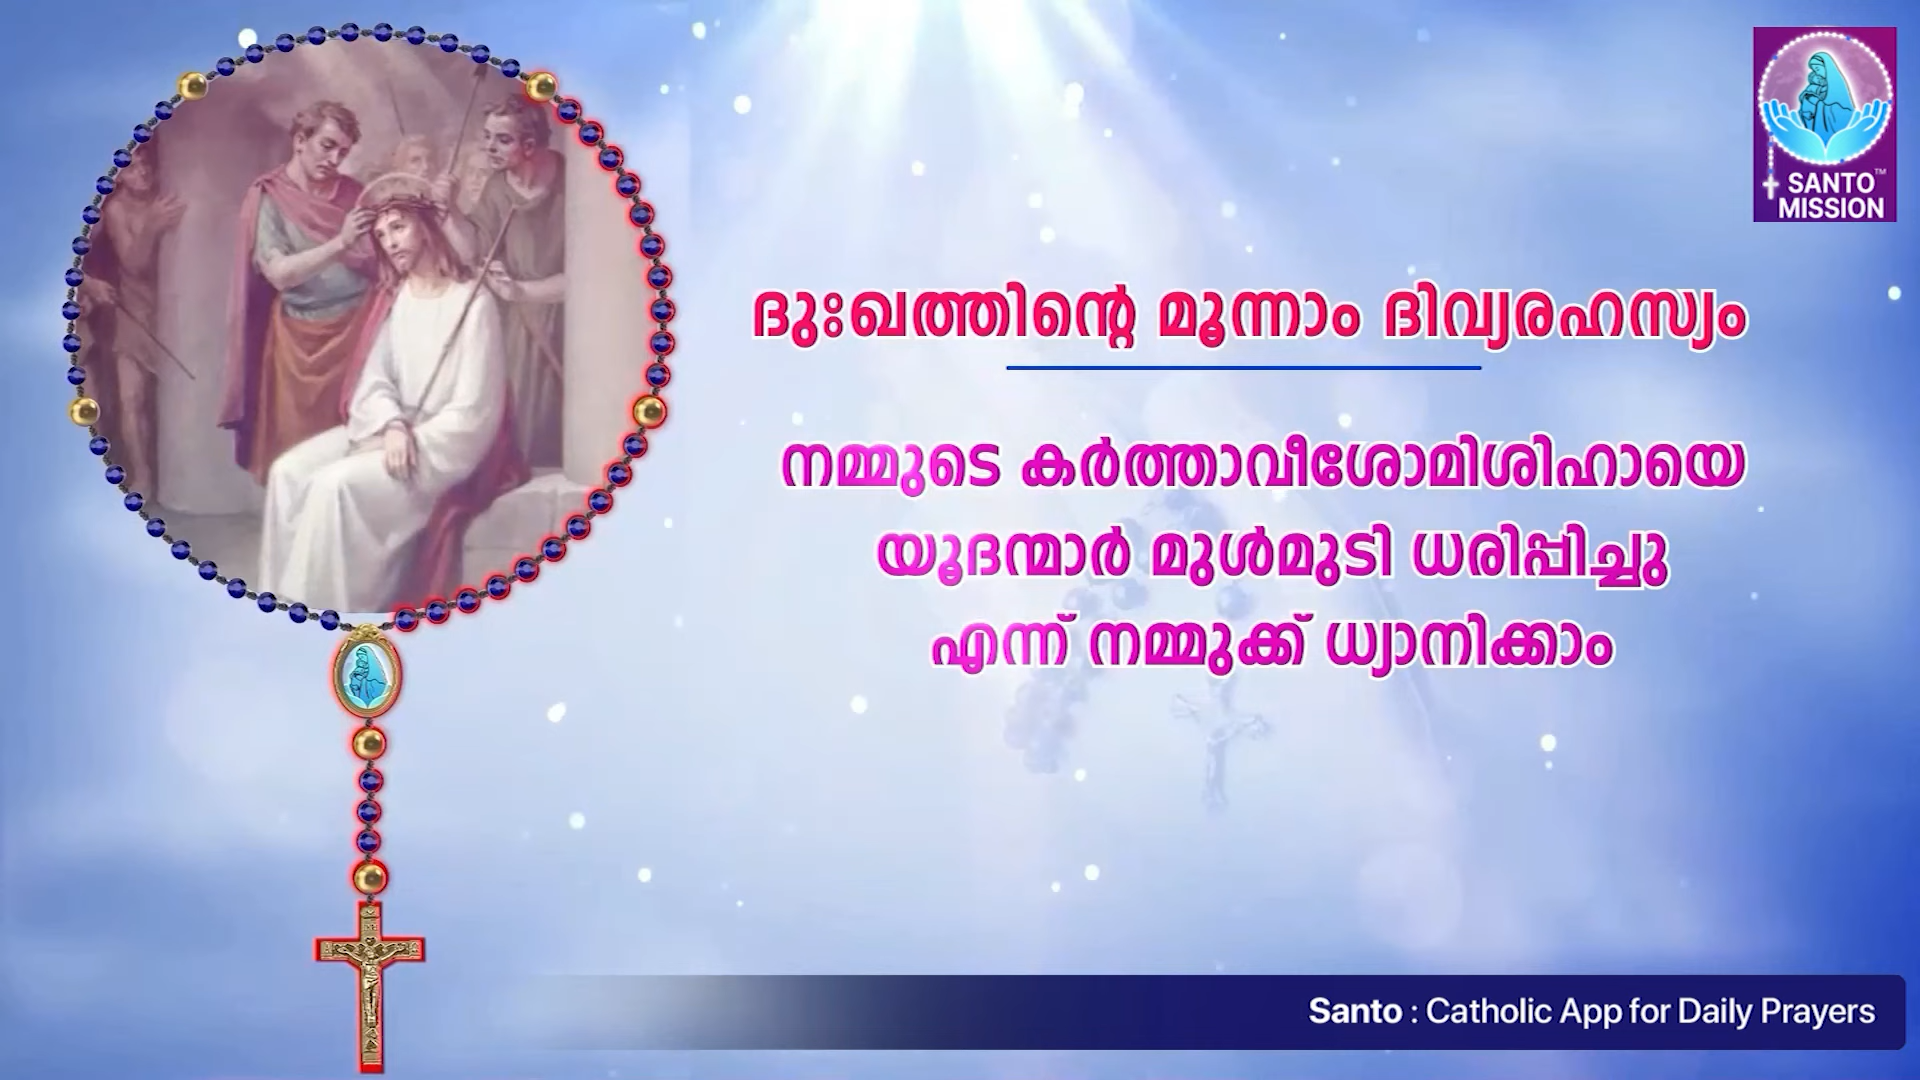 SANTO™
MISSION
ദുഃഖത്തിന്റെ മൂന്നാം ദിവ്യരഹസ്യം
നമ്മുടെ കർത്താവീശോമിശിഹായെ
യൂദന്മാർ മുൾമുടി ധരിപ്പിച്ചു
എന്ന് നമ്മുക്ക് ധ്യാനിക്കാം
Santo : Catholic App for Daily Prayers